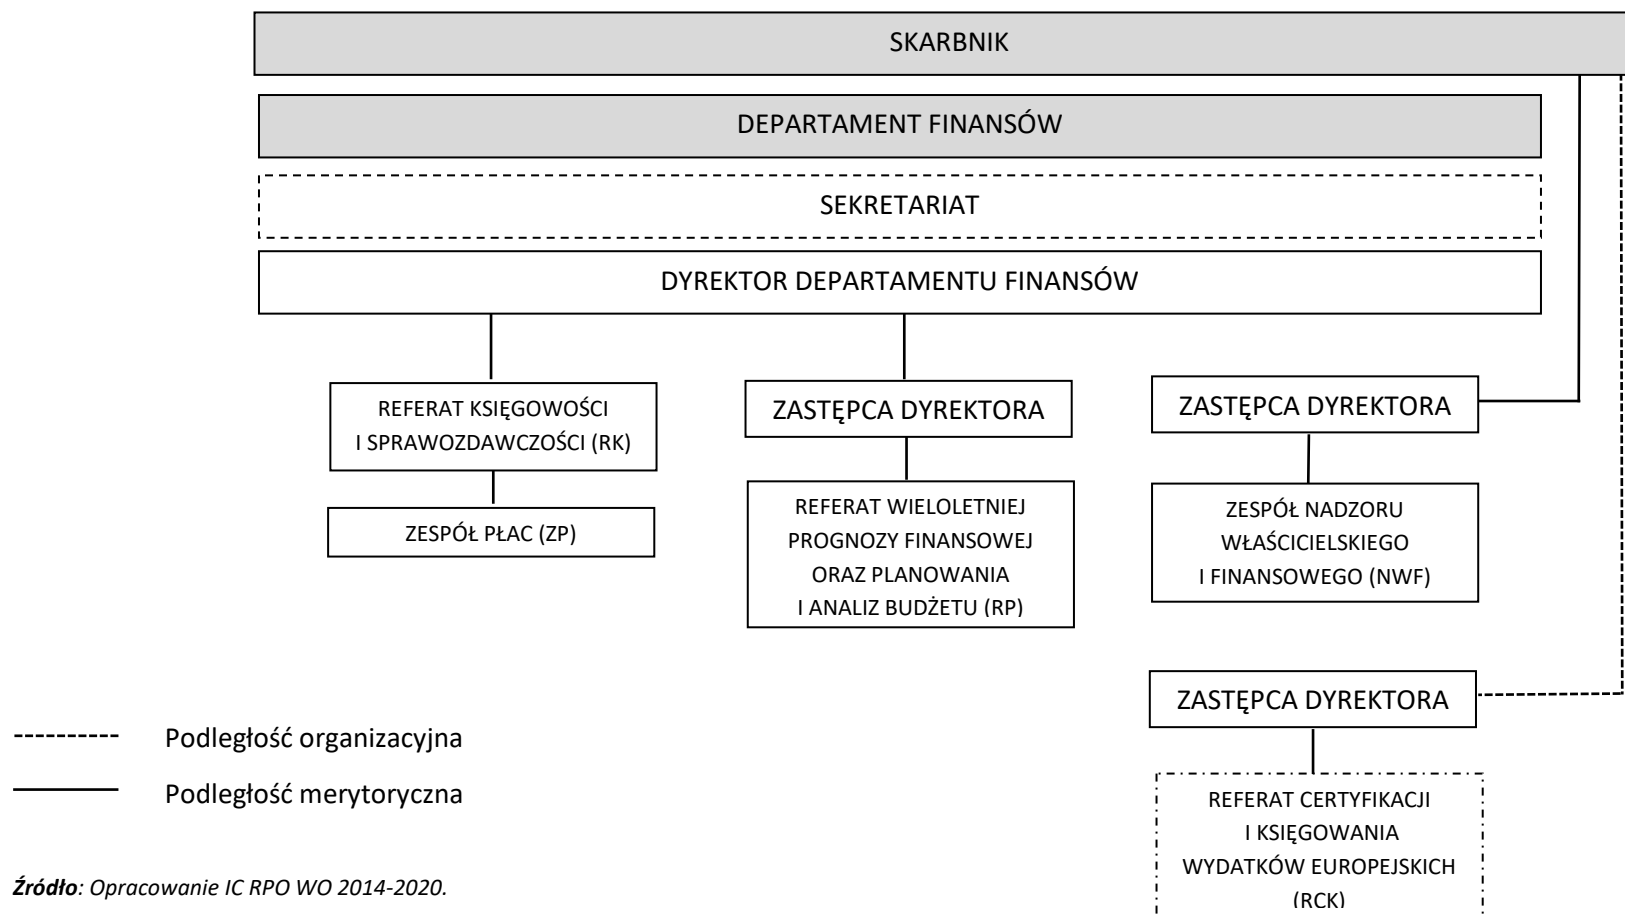 SKARBNIK
DEPARTAMENT FINANSÓW
SEKRETARIAT
DYREKTOR DEPARTAMENTU FINANSÓW
REFERAT KSIĘGOWOŚCI
I SPRAWOZDAWCZOŚCI (RK)
ZESPÓŁ PŁAC (ZP)
ZASTĘPCA DYREKTORA
REFERAT WIELOLETNIEJ
PROGNOZY FINANSOWEJ
ORAZ PLANOWANIA
I ANALIZ BUDŻETU (RP)
ZASTĘPCA DYREKTORA
ZESPÓŁ NADZORU
WŁAŚCICIELSKIEGO
I FINANSOWEGO (NWF)
ZASTĘPCA DYREKTORA
REFERAT CERTYFIKACJI
I KSIĘGOWANIA
WYDATKÓW EUROPEJSKICH
(RCK)
Podległość organizacyjna
Podległość merytoryczna
Źródło: Opracowanie IC RPO WO 2014-2020.